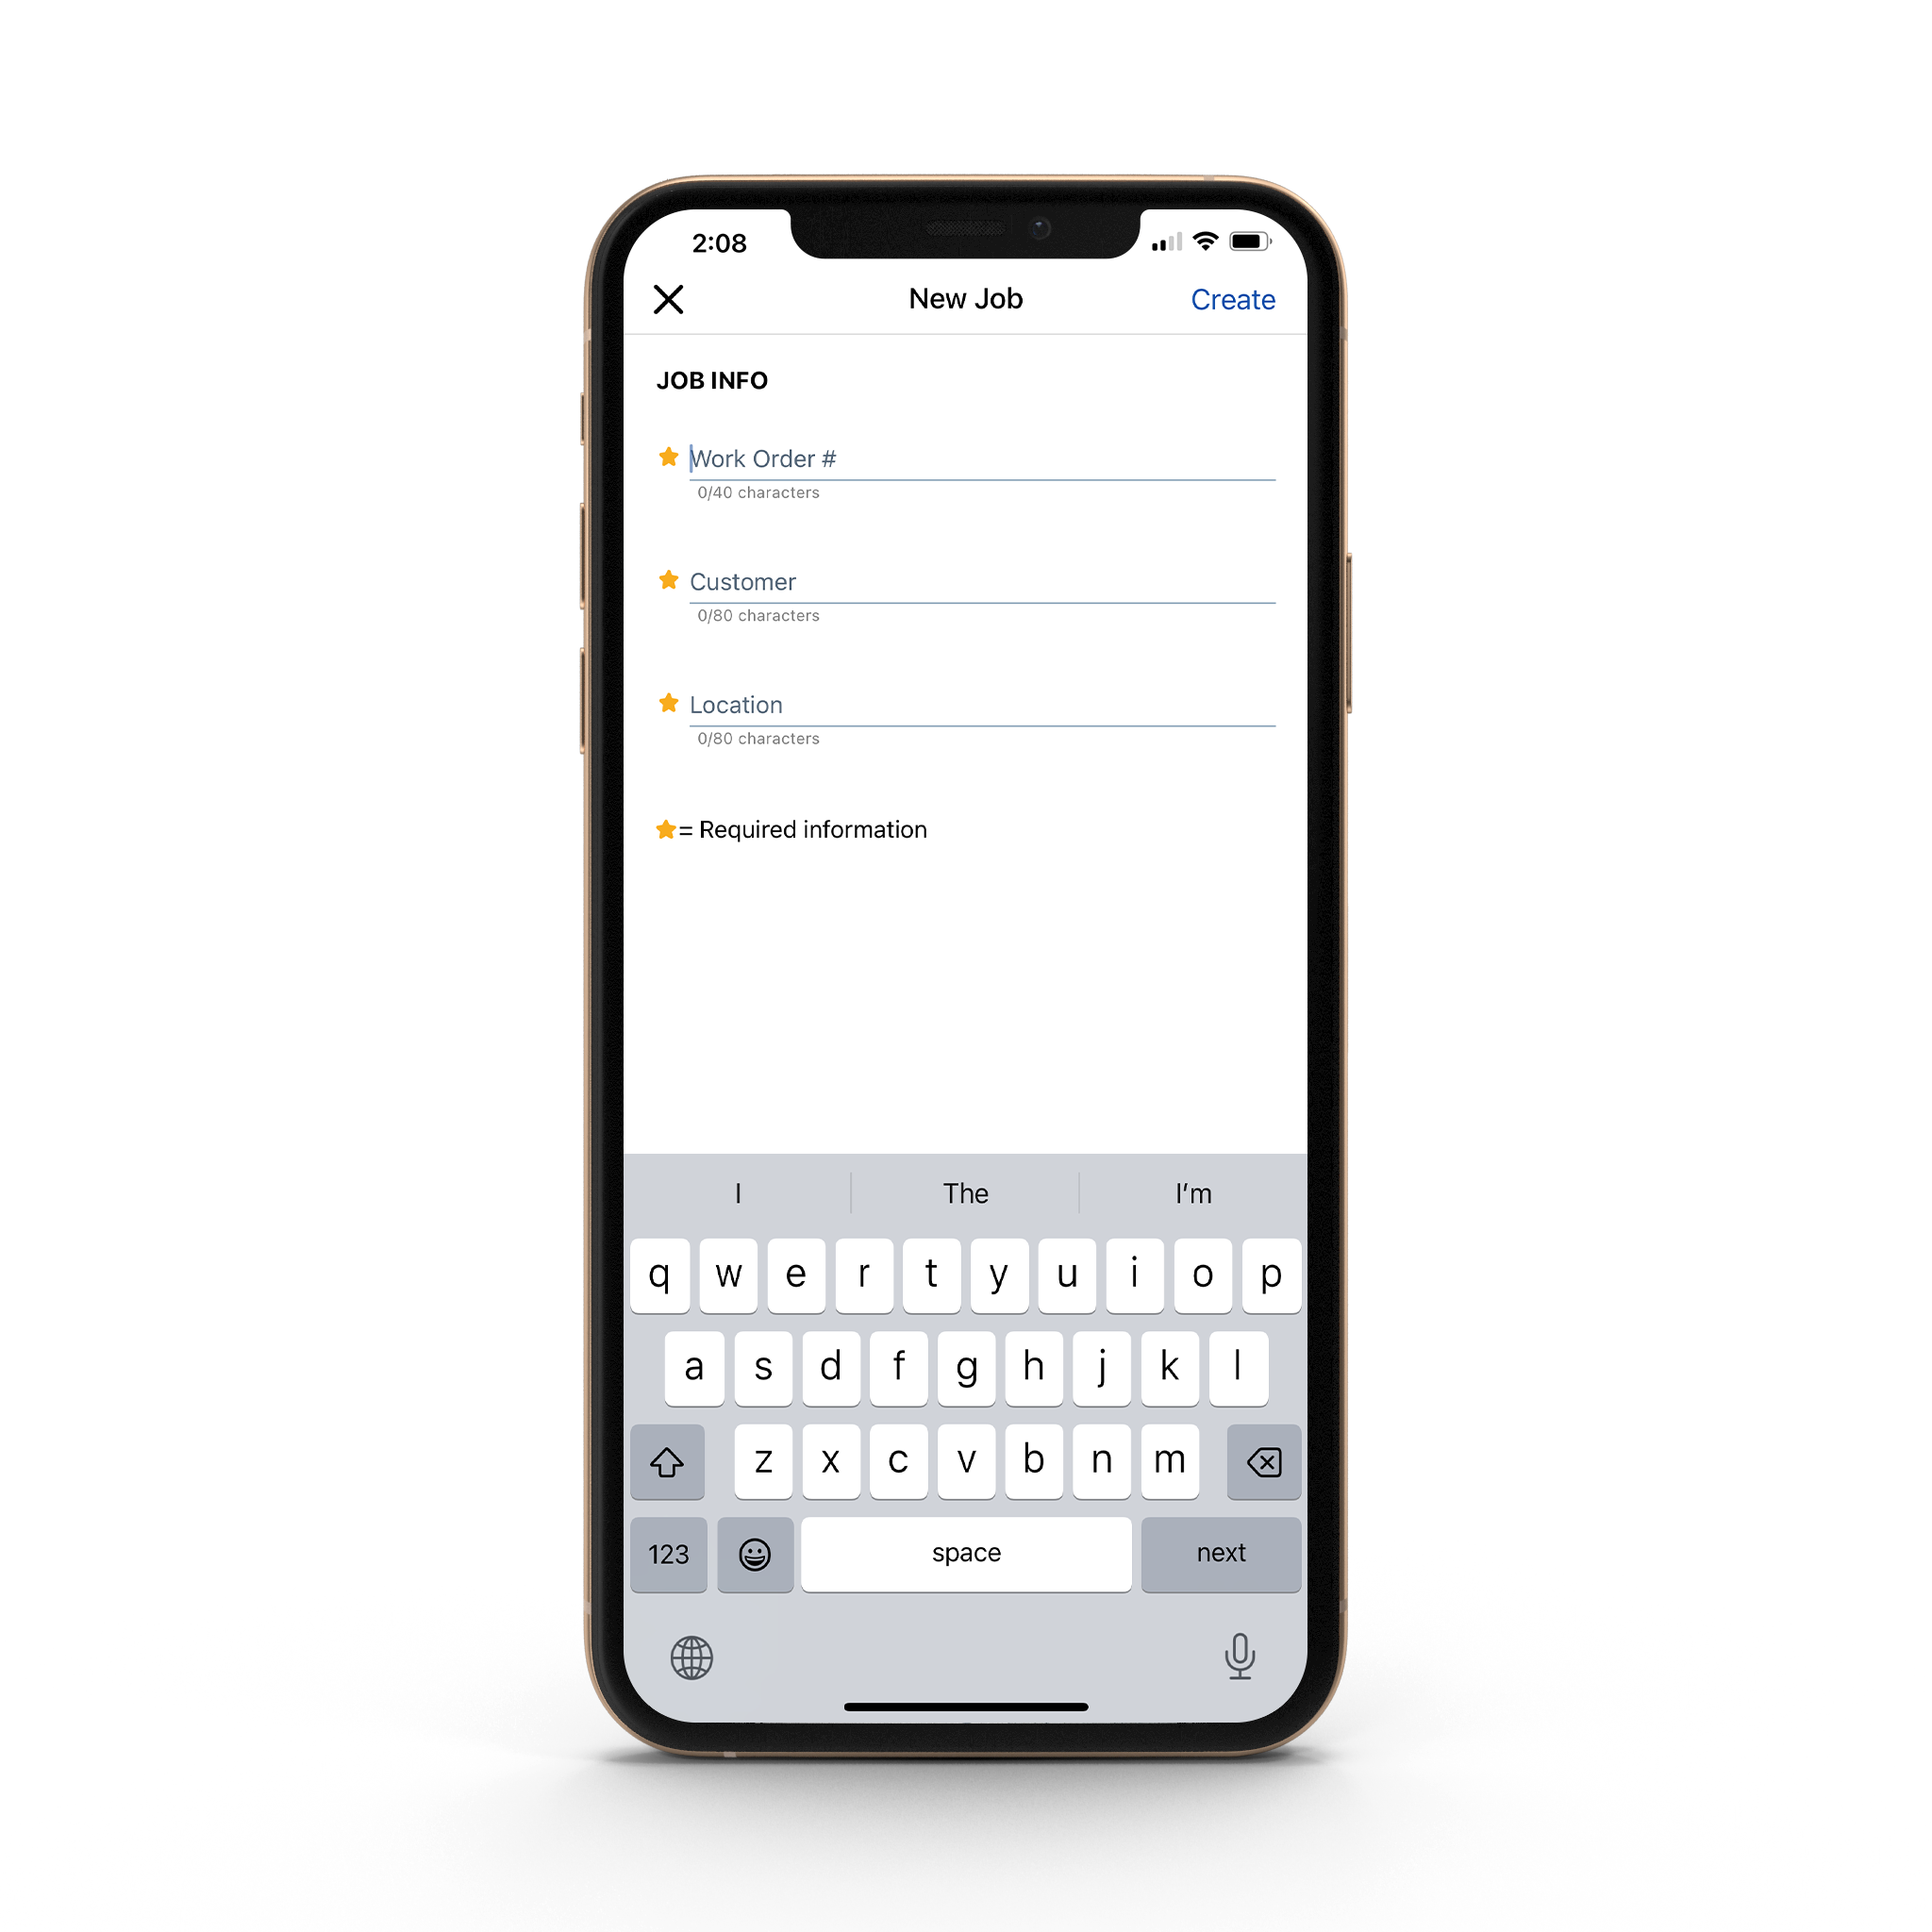 2:08
New Job Create
JOB INFO
Work Order #
0/40 characters
Customer
0/80 characters
Location
0/80 characters
= Required information
I The I'm
q w e r t y u i o p
a s d f g h j k l
z x c v b n m
123 space next